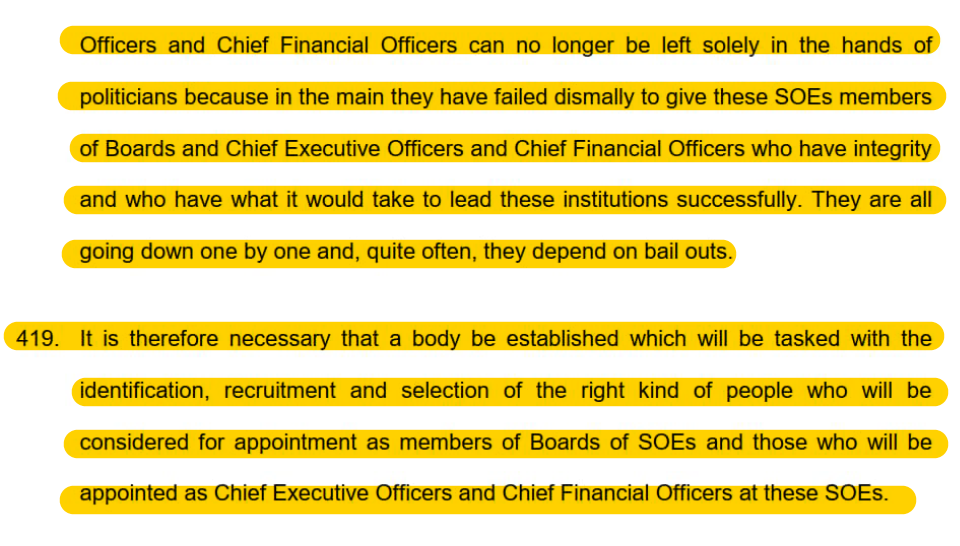 Officers and Chief Financial Officers can no longer be left solely in the hands of
politicians because in the main they have failed dismally to give these SOEs members
of Boards and Chief Executive Officers and Chief Financial Officers who have integrity
and who have what it would take to lead these institutions successfully. They are all
going down one by one and, quite often, they depend on bail outs.
419. It is therefore necessary that a body be established which will be tasked with the
identification, recruitment and selection of the right kind of people who will be
considered for appointment as members of Boards of SOEs and those who will be
appointed as Chief Executive Officers and Chief Financial Officers at these SOEs.